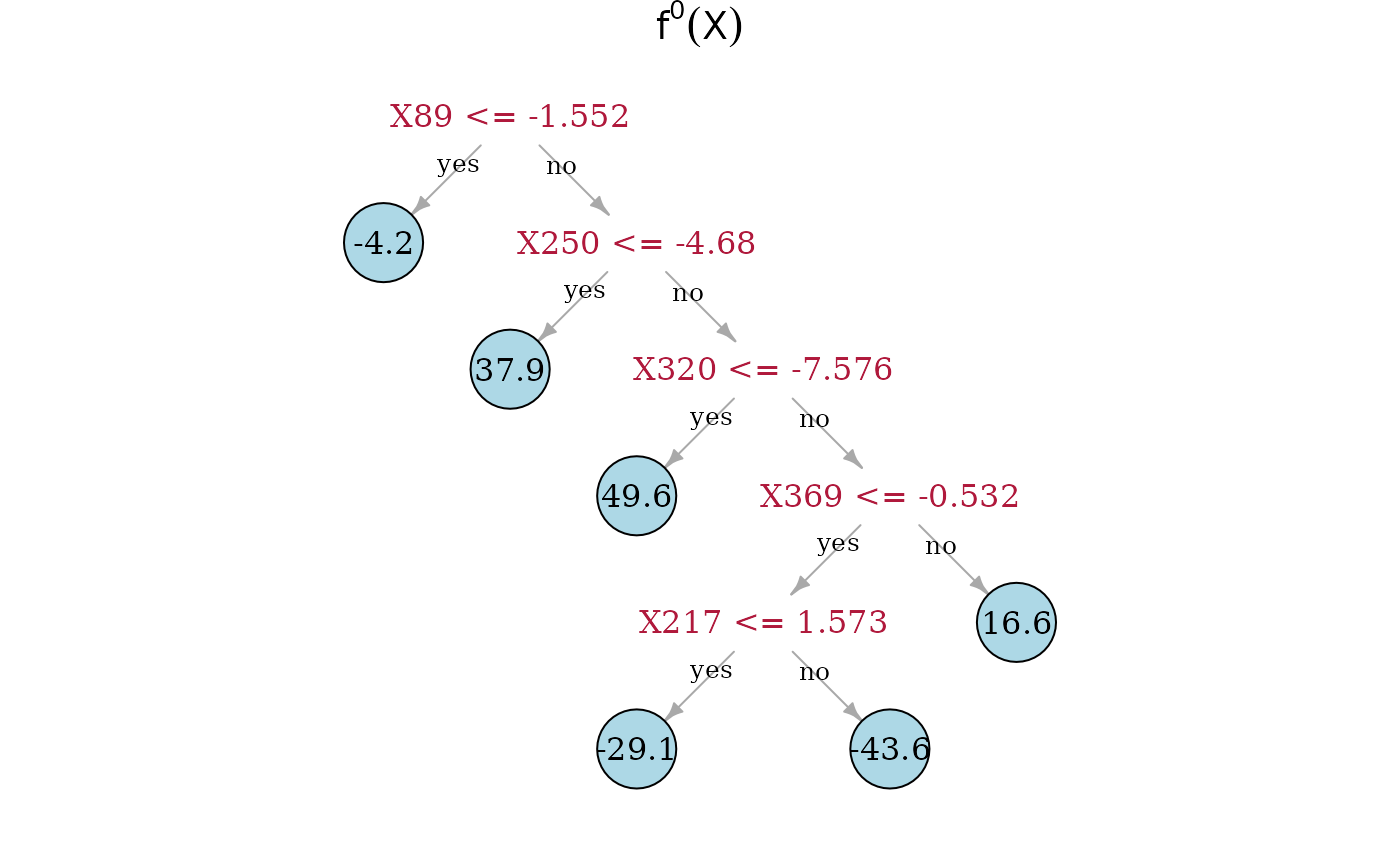 f⁰(X)
X89 <= -1.552
yes
no
-4.2
X250 <= -4.68
yes
no
37.9
X320 <= -7.576
yes
no
49.6
X369 <= -0.532
yes
no
X217 <= 1.573
16.6
yes
no
-29.1
-43.6